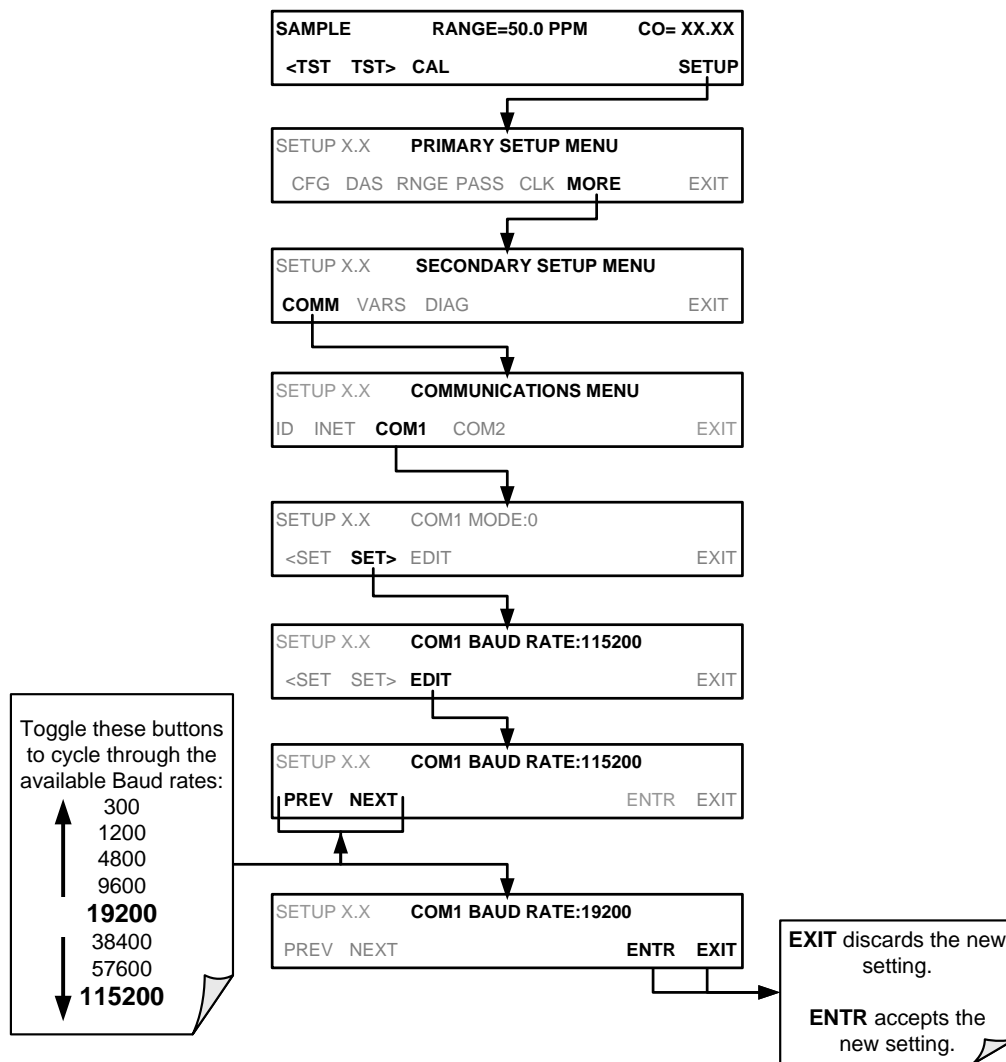 SAMPLE RANGE=50.0 PPM CO= XX.XX
<TST TST> CAL SETUP
SETUP X.X PRIMARY SETUP MENU
CFG DAS RNGE PASS CLK MORE EXIT
SETUP X.X SECONDARY SETUP MENU
COMM VARS DIAG EXIT
SETUP X.X COMMUNICATIONS MENU
ID INET COM1 COM2 EXIT
SETUP X.X COM1 MODE:0
<SET SET> EDIT EXIT
SETUP X.X COM1 BAUD RATE:115200
<SET SET> EDIT EXIT
SETUP X.X COM1 BAUD RATE:115200
PREV NEXT ENTR EXIT
Toggle these buttons
to cycle through the
available Baud rates:
300
1200
4800
9600
19200
38400
57600
115200
SETUP X.X COM1 BAUD RATE:19200
PREV NEXT ENTR EXIT
EXIT discards the new
setting.
ENTR accepts the
new setting.